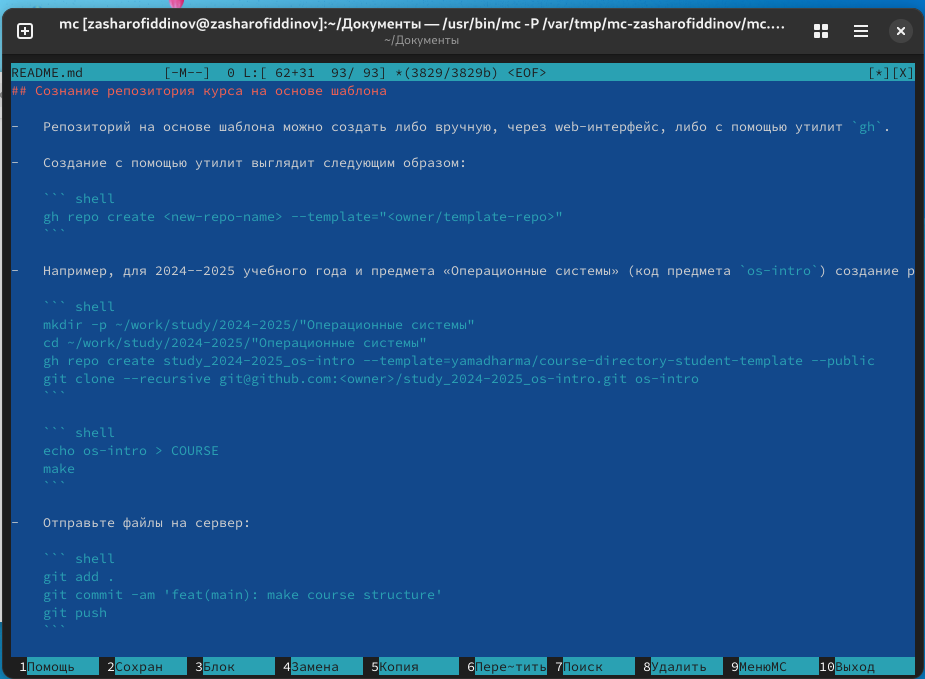 mc [zasharofiddinov@zasharofiddinov]:~/Документы — /usr/bin/mc -P /var/tmp/mc-zasharofiddinov/mc....
~/Документы
README.md [-M--] 0 L:[ 62+31 93/ 93] *(3829/3829b) <EOF> [*][X]
## Сознание репозитория курса на основе шаблона
- Репозиторий на основе шаблона можно создать либо вручную, через web-интерфейс, либо с помощью утилит `gh`.
- Создание с помощью утилит выглядит следующим образом:
``` shell
gh repo create <new-repo-name> --template="<owner/template-repo>"
```
- Например, для 2024--2025 учебного года и предмета «Операционные системы» (код предмета `os-intro`) создание р
``` shell
mkdir -p ~/work/study/2024-2025/"Операционные системы"
cd ~/work/study/2024-2025/"Операционные системы"
gh repo create study_2024-2025_os-intro --template=yamadharma/course-directory-student-template --public
git clone --recursive git@github.com:<owner>/study_2024-2025_os-intro.git os-intro
```
``` shell
echo os-intro > COURSE
make
```
- Отправьте файлы на сервер:
``` shell
git add .
git commit -am 'feat(main): make course structure'
git push
```
1Помощь 2Сохран 3Блок 4Замена 5Копия 6Пере~тить 7Поиск 8Удалить 9МенюMC 10Выход